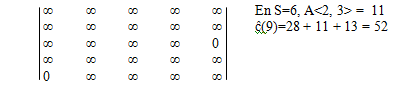 ∞ ∞ ∞ ∞ ∞ En S=6, A<2, 3> = 11
∞ ∞ ∞ ∞ ∞ ĉ(9)=28 + 11 + 13 = 52
∞ ∞ ∞ ∞ 0
∞ ∞ ∞ ∞ ∞
0 ∞ ∞ ∞ ∞